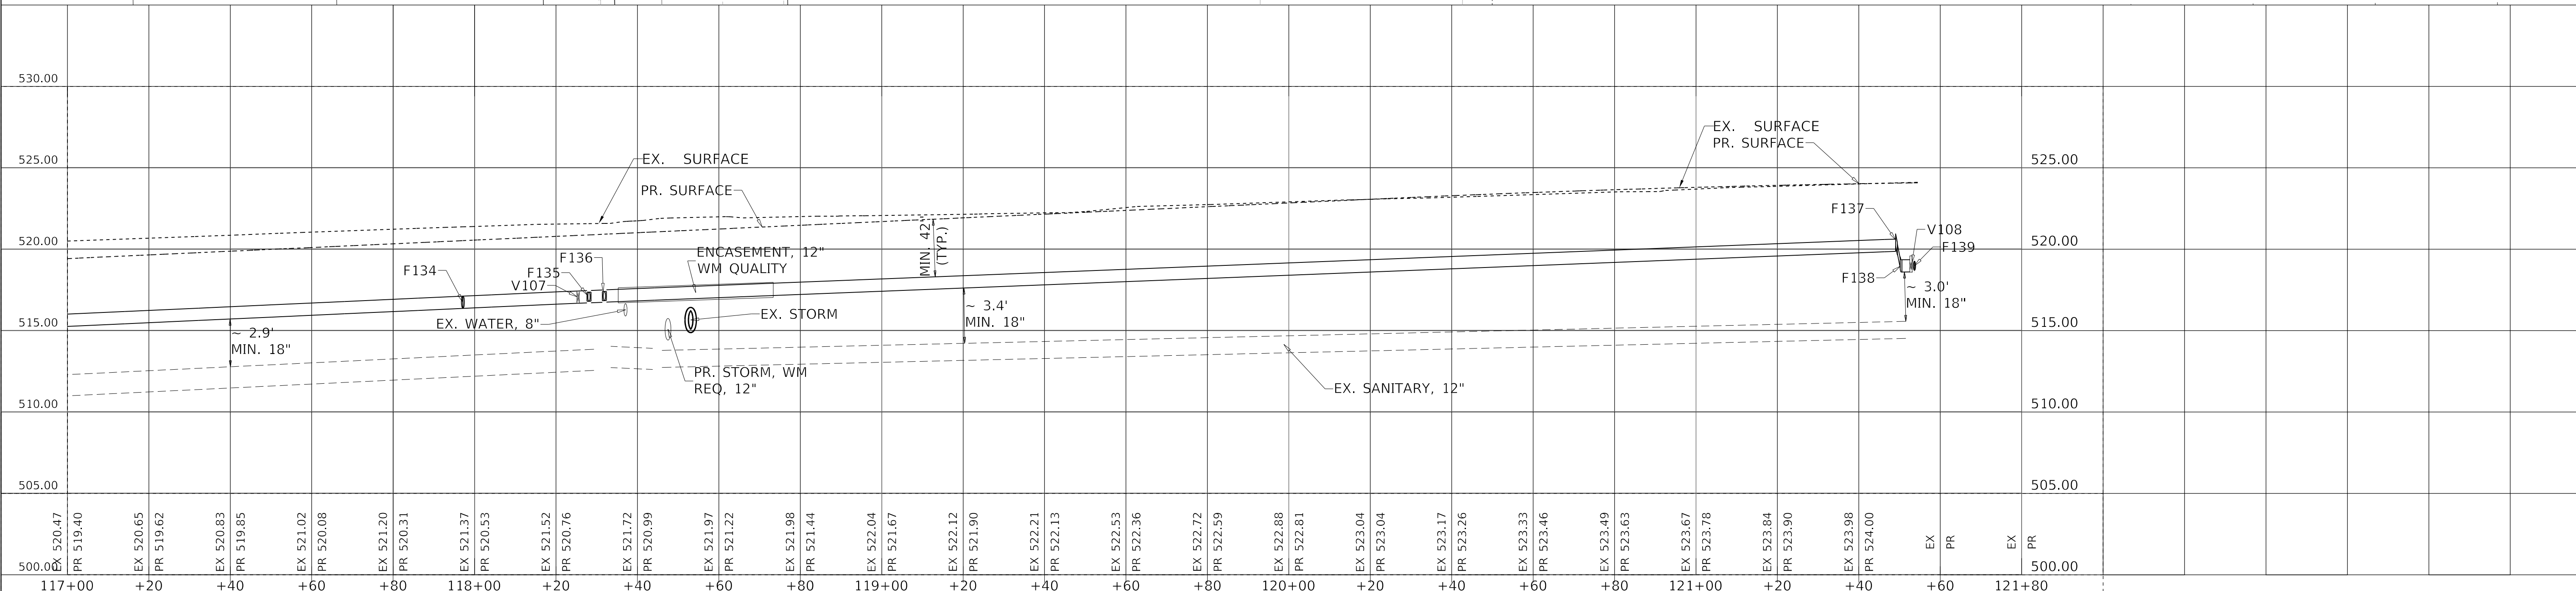 530.00
525.00
520.00
515.00
510.00
505.00
500.00
525.00
520.00
515.00
510.00
505.00
500.00
EX. SURFACE
PR. SURFACE
EX. SURFACE
PR. SURFACE
MIN. 42"
(TYP.)
ENCASEMENT, 12"
WM QUALITY
F134
V107
F135
F136
F137
V108
F139
F138
EX. WATER, 8"
EX. STORM
~ 2.9'
MIN. 18"
~ 3.4'
MIN. 18"
~ 3.0'
MIN. 18"
PR. STORM, WM
REQ, 12"
EX. SANITARY, 12"
EX 520.47
PR 519.40
EX 520.65
PR 519.62
EX 520.83
PR 519.85
EX 521.02
PR 520.08
EX 521.20
PR 520.31
EX 521.37
PR 520.53
EX 521.52
PR 520.76
EX 521.72
PR 520.99
EX 521.97
PR 521.22
EX 521.98
PR 521.44
EX 522.04
PR 521.67
EX 522.12
PR 521.90
EX 522.21
PR 522.13
EX 522.53
PR 522.36
EX 522.72
PR 522.59
EX 522.88
PR 522.81
EX 523.04
PR 523.04
EX 523.17
PR 523.26
EX 523.33
PR 523.46
EX 523.49
PR 523.63
EX 523.67
PR 523.78
EX 523.84
PR 523.90
EX 523.98
PR 524.00
EX
PR
EX
PR
117+00 +20 +40 +60 +80 118+00 +20 +40 +60 +80 119+00 +20 +40 +60 +80 120+00 +20 +40 +60 +80 121+00 +20 +40 +60 121+80